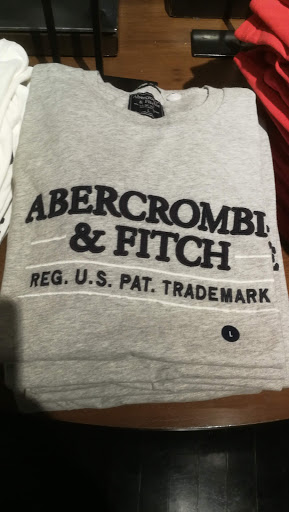 ABERCROMBI
& FITCH
REG. U.S. PAT. TRADEMARK
L